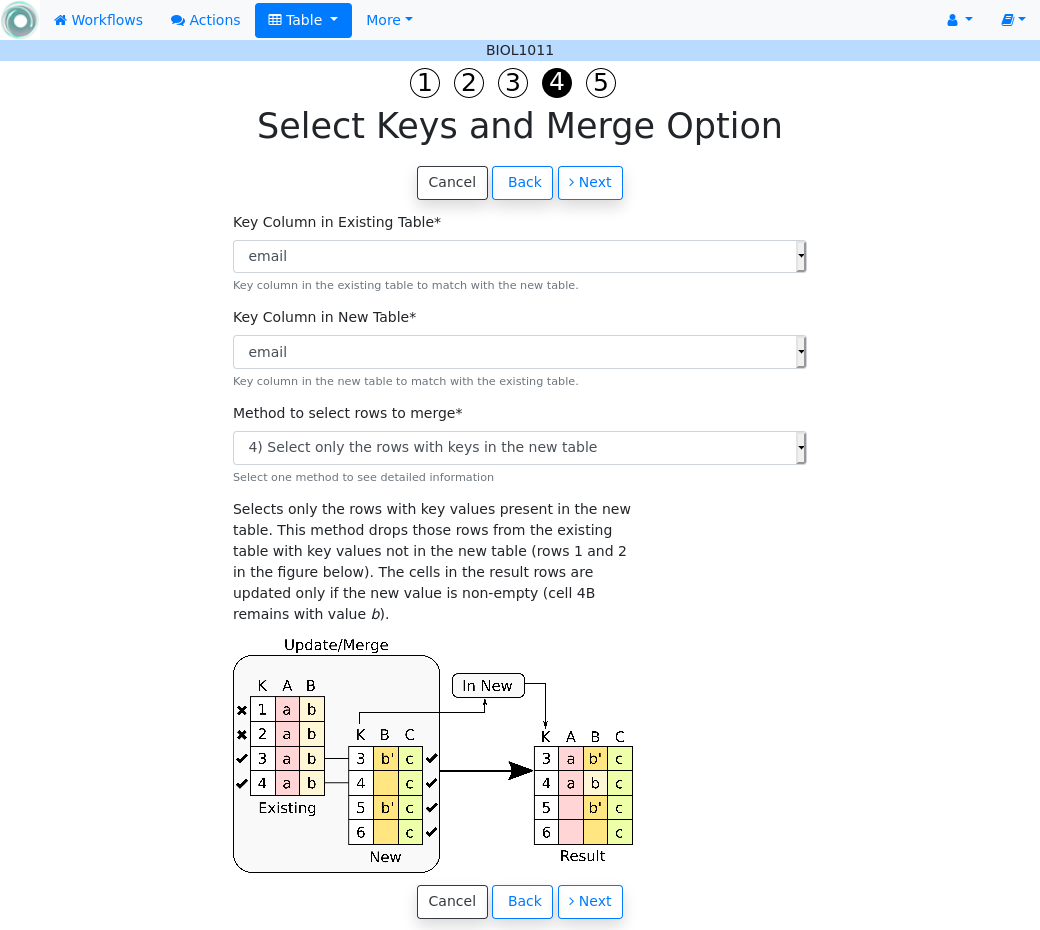 Workflows Actions Table More
BIOL1011
1 2 3 4 5
Select Keys and Merge Option
Cancel Back Next
Key Column in Existing Table*
email
Key column in the existing table to match with the new table.
Key Column in New Table*
email
Key column in the new table to match with the existing table.
Method to select rows to merge*
4) Select only the rows with keys in the new table
Select one method to see detailed information
Selects only the rows with key values present in the new
table. This method drops those rows from the existing
table with key values not in the new table (rows 1 and 2
in the figure below). The cells in the result rows are
updated only if the new value is non-empty (cell 4B
remains with value b).
Update/Merge
K A B
1 a b
2 a b
3 a b
4 a b
Existing
K B C
3 b' c
4 c
5 b' c
6 c
New
In New
K A B C
3 a b' c
4 a b c
5 b' c
6 c
Result
Cancel Back Next